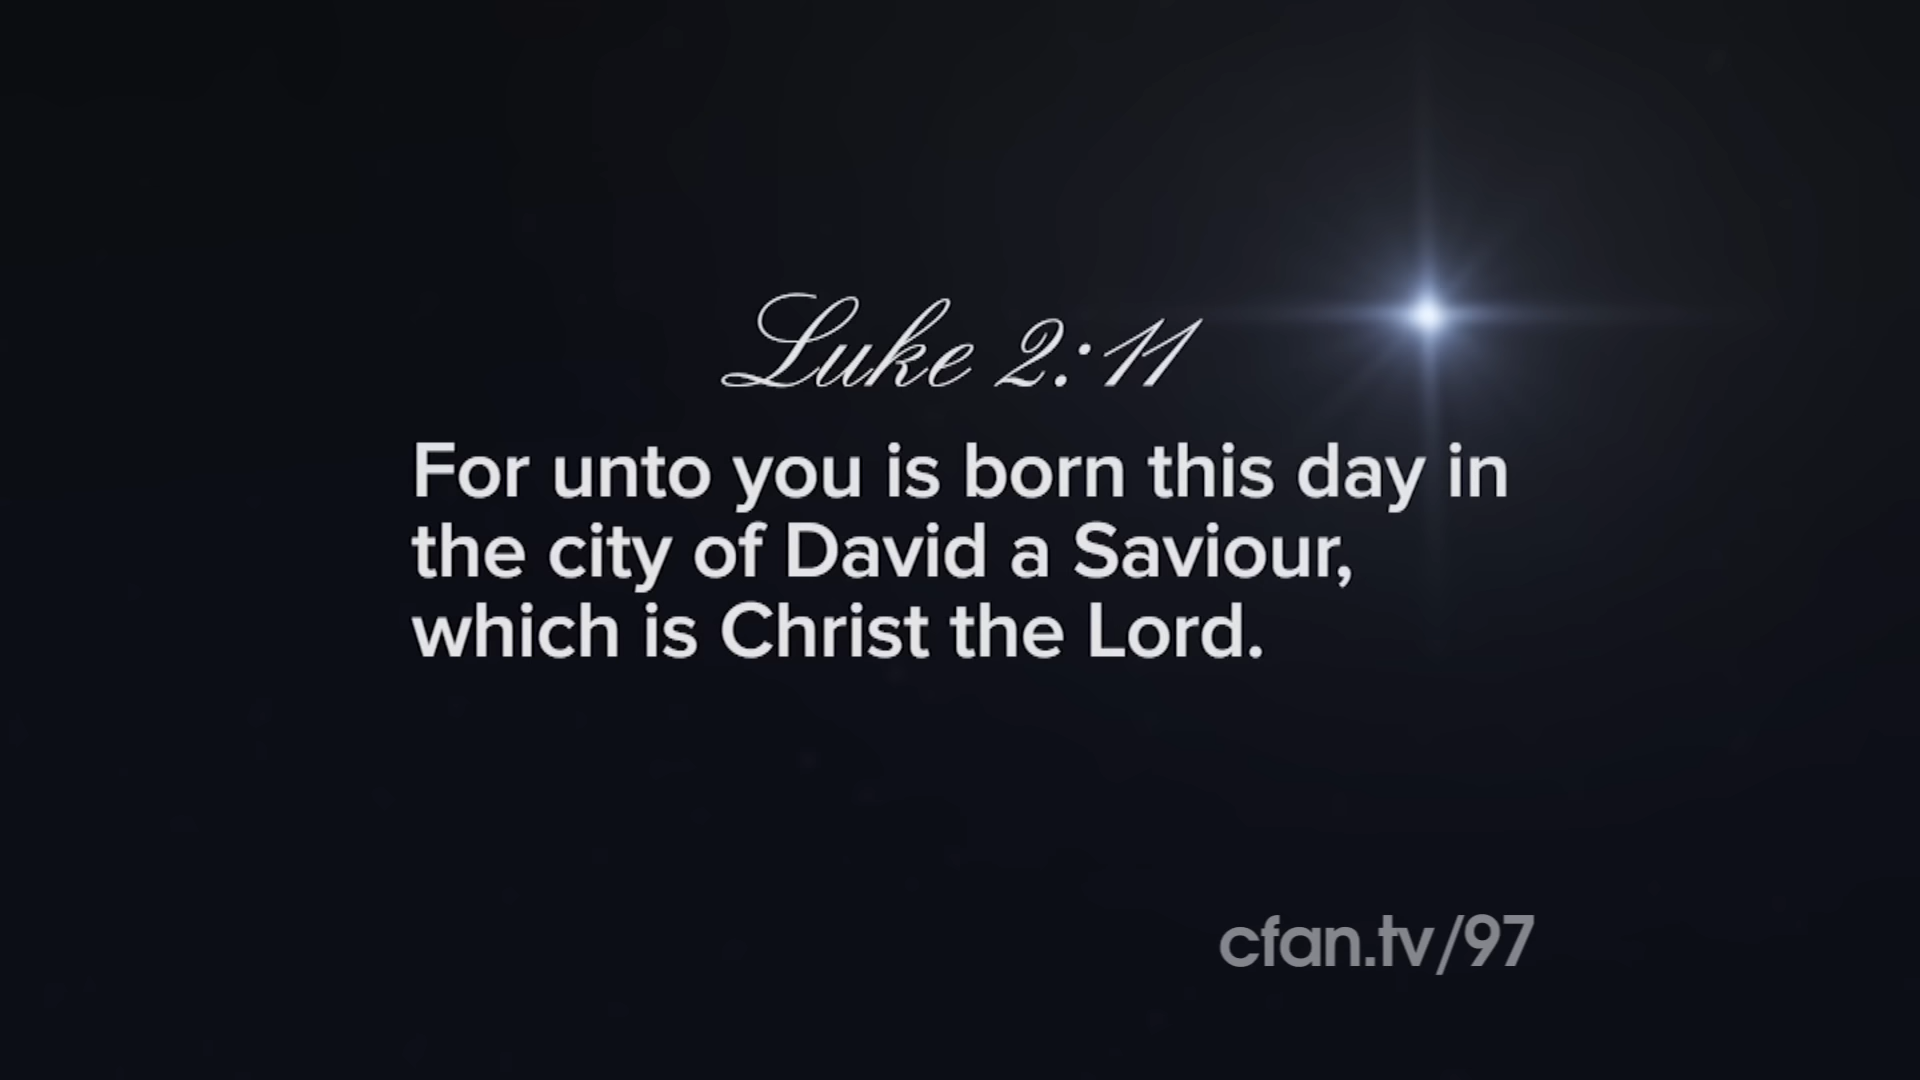 Luke 2:11
For unto you is born this day in
the city of David a Saviour,
which is Christ the Lord.
cfan.tv/97